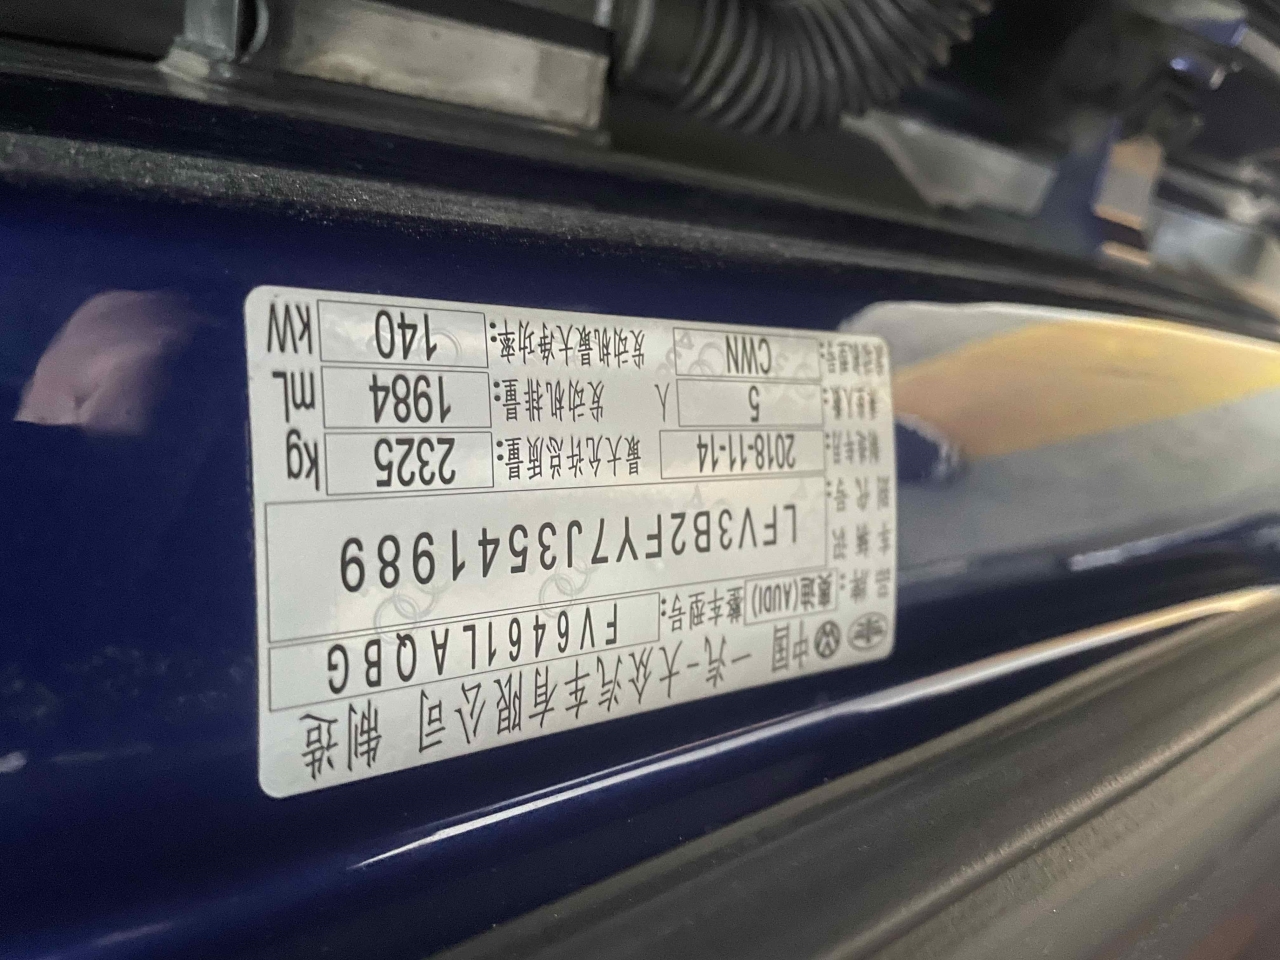 中国 一汽-大众汽车有限公司 制造
品牌: 奥迪(AUDI) 整车型号: FV6461LAQBG
车辆识别代号: LFV3B2FY7J3541989
制造年月: 2018-11-14 最大允许总质量: 2325 kg
乘坐人数: 5 人 发动机排量: 1984 mL
发动机型号: CWN 发动机最大净功率: 140 kW